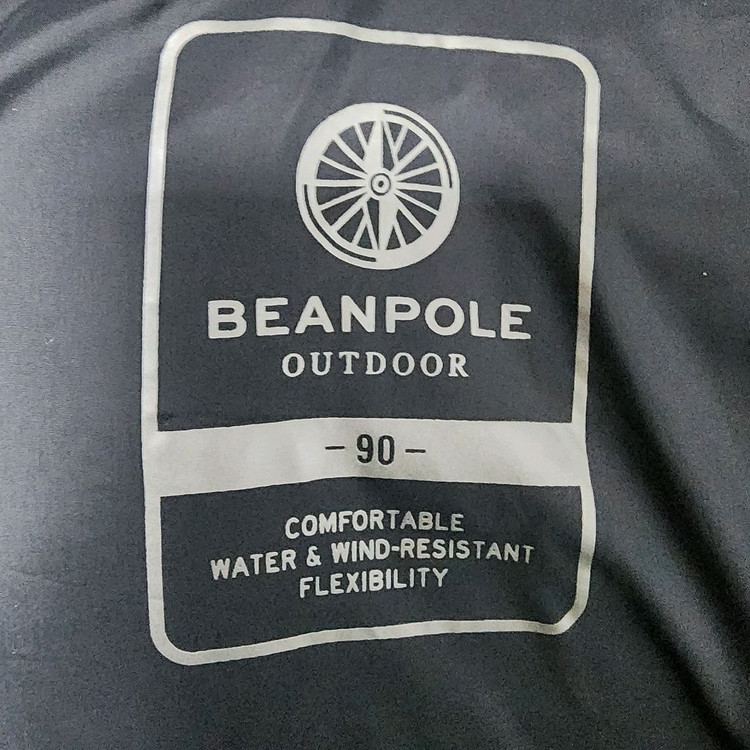 BEANPOLE
OUTDOOR
- 90 -
COMFORTABLE
WATER & WIND-RESISTANT
FLEXIBILITY